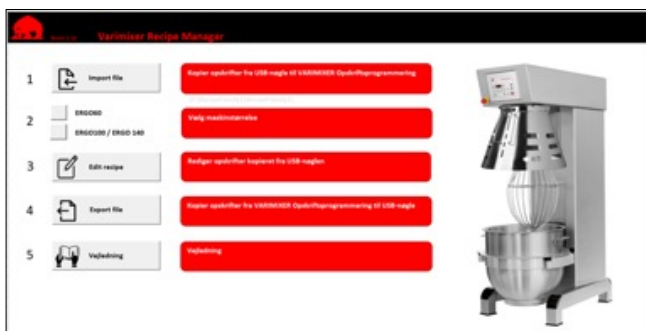 Varimixer Recipe Manager
1
Import file
Kopier opskrifter fra USB-nøgle til VARIMIXER Opskriftsprogrammering
2
ERGO60
ERGO100 / ERGO 140
Vælg maskinstørrelse
3
Edit recipe
Rediger opskrifter kopieret fra USB-nøglen
4
Export file
Kopier opskrifter fra VARIMIXER Opskriftsprogrammering til USB-nøgle
5
Vejledning
Vejledning